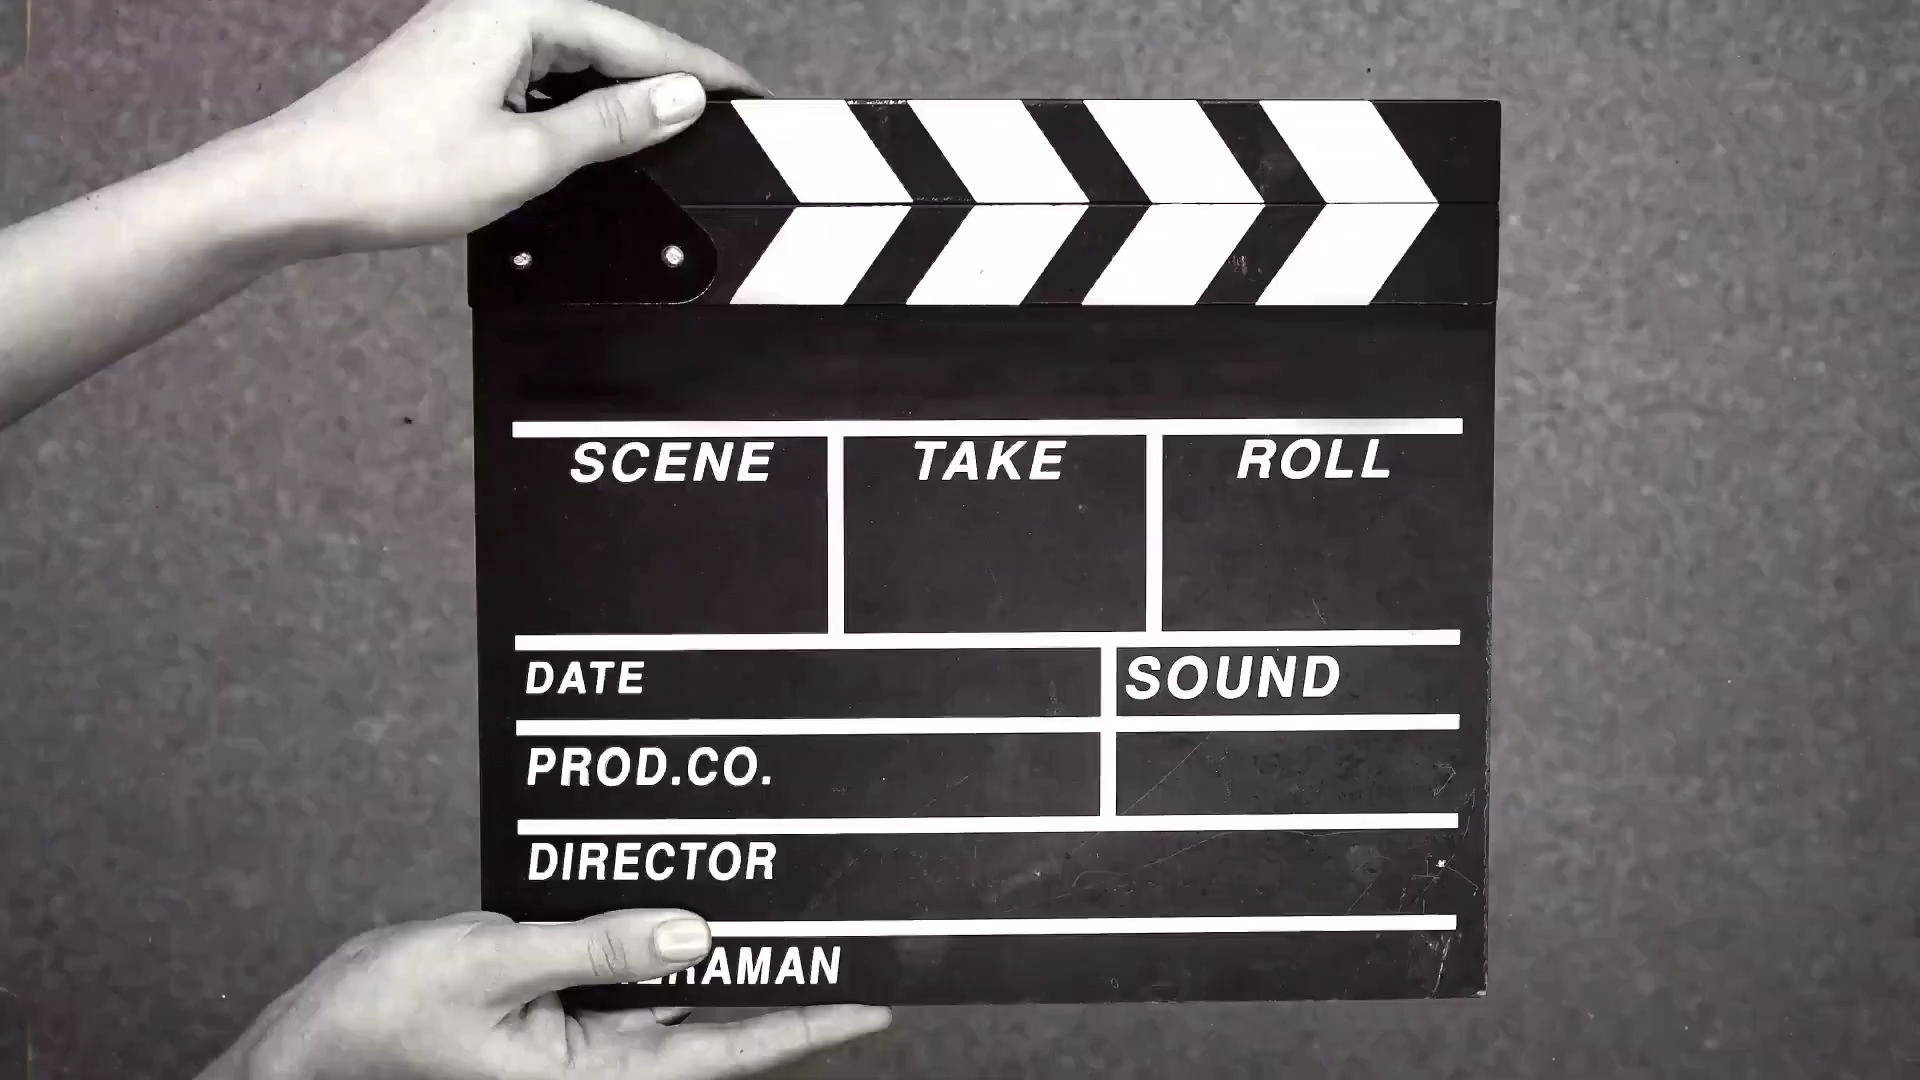 SCENE TAKE ROLL
DATE SOUND
PROD.CO.
DIRECTOR